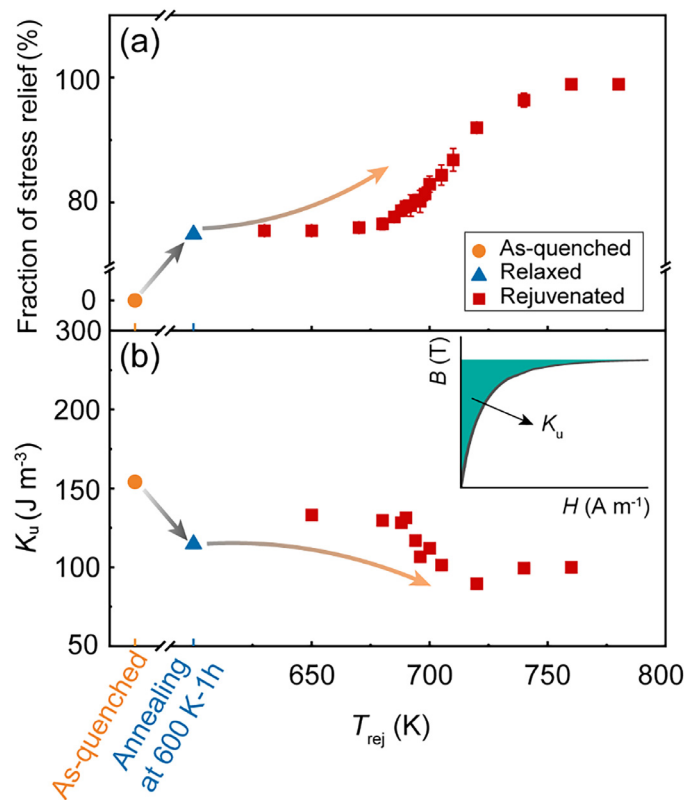 (a)
Fraction of stress relief (%)
100
80
0
As-quenched
Relaxed
Rejuvenated
(b)
Ku (J m⁻³)
300
250
200
150
100
50
B (T)
Ku
H (A m⁻¹)
650
700
750
800
Trej (K)
As-quenched
Annealing
at 600 K-1h